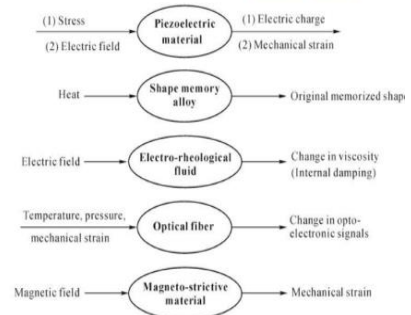 (1) Stress
(2) Electric field
Piezoelectric
material
(1) Electric charge
(2) Mechanical strain
Heat
Shape memory
alloy
Original memorized shape
Electric field
Electro-rheological
fluid
Change in viscosity
(Internal damping)
Temperature, pressure,
mechanical strain
Optical fiber
Change in opto-
electronic signals
Magnetic field
Magneto-strictive
material
Mechanical strain